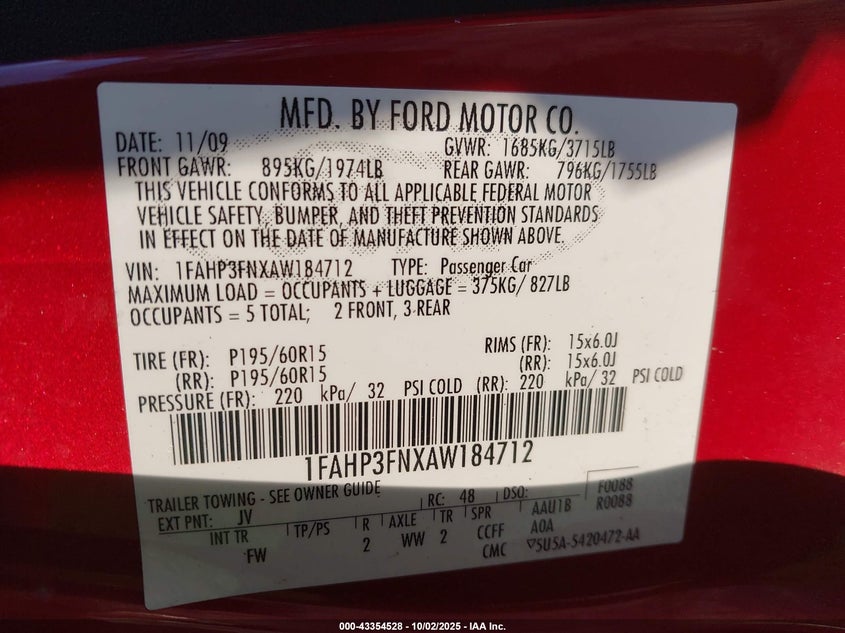 MFD. BY FORD MOTOR CO.
DATE: 11/09 GVWR: 1685KG/3715LB
FRONT GAWR: 895KG/1974LB REAR GAWR: 796KG/1755LB
THIS VEHICLE CONFORMS TO ALL APPLICABLE FEDERAL MOTOR
VEHICLE SAFETY, BUMPER, AND THEFT PREVENTION STANDARDS
IN EFFECT ON THE DATE OF MANUFACTURE SHOWN ABOVE.
VIN: 1FAHP3FNXAW184712 TYPE: Passenger Car
MAXIMUM LOAD = OCCUPANTS + LUGGAGE = 375KG/ 827LB
OCCUPANTS = 5 TOTAL; 2 FRONT, 3 REAR
TIRE (FR): P195/60R15 RIMS (FR): 15x6.0J
(RR): P195/60R15 (RR): 15x6.0J
PRESSURE (FR): 220 kPa/ 32 PSI COLD (RR): 220 kPa/ 32 PSI COLD
1FAHP3FNXAW184712
TRAILER TOWING - SEE OWNER GUIDE RC: 48 DSO: F0088
EXT PNT: JV R0088
INT TR TP/PS R AXLE TR SPR AAU1B
FW 2 WW 2 CCFF A0A
CMC 5U5A-5420472-AA
000-43354528 - 10/02/2025 - IAA Inc.